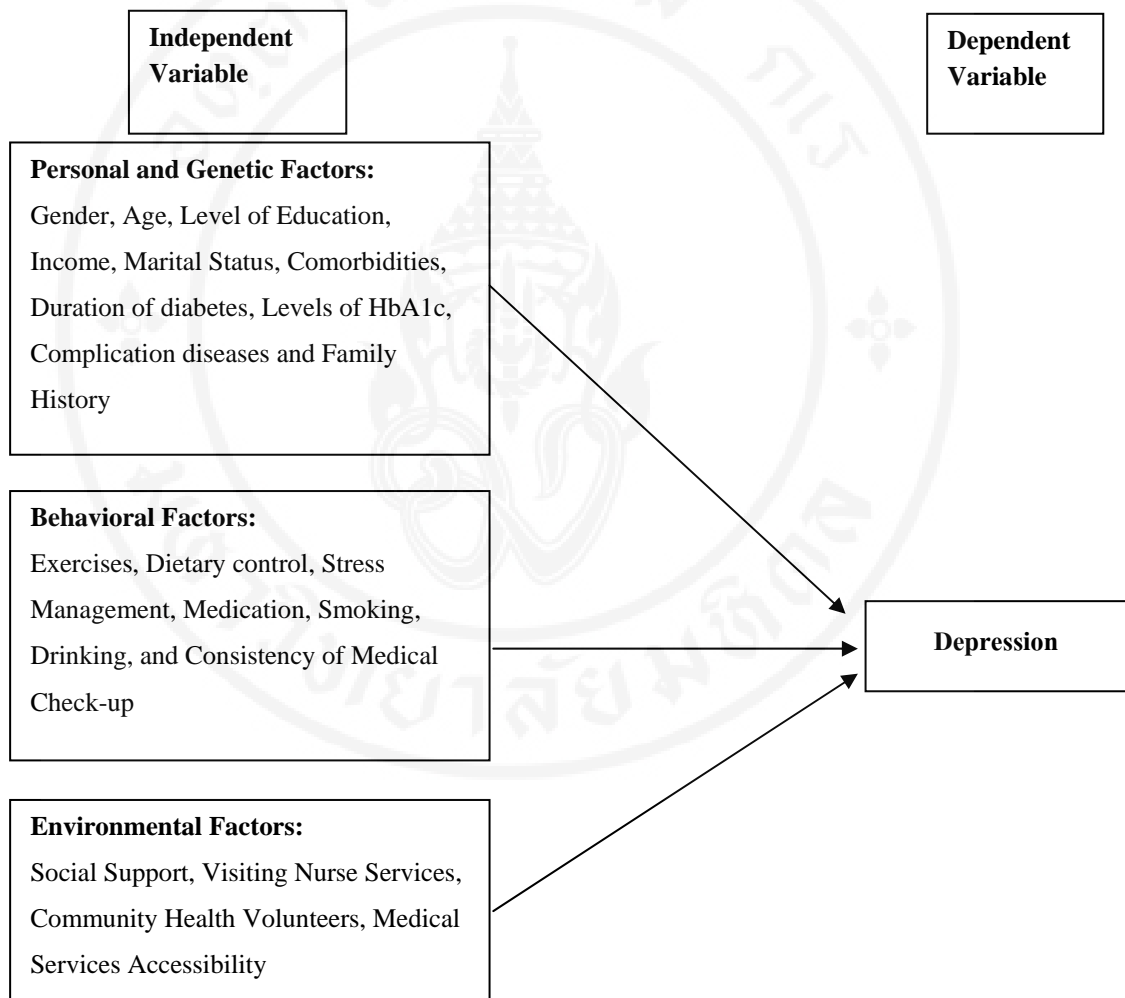 Independent
Variable
Dependent
Variable
Personal and Genetic Factors:
Gender, Age, Level of Education,
Income, Marital Status, Comorbidities,
Duration of diabetes, Levels of HbA1c,
Complication diseases and Family
History
Behavioral Factors:
Exercises, Dietary control, Stress
Management, Medication, Smoking,
Drinking, and Consistency of Medical
Check-up
Depression
Environmental Factors:
Social Support, Visiting Nurse Services,
Community Health Volunteers, Medical
Services Accessibility